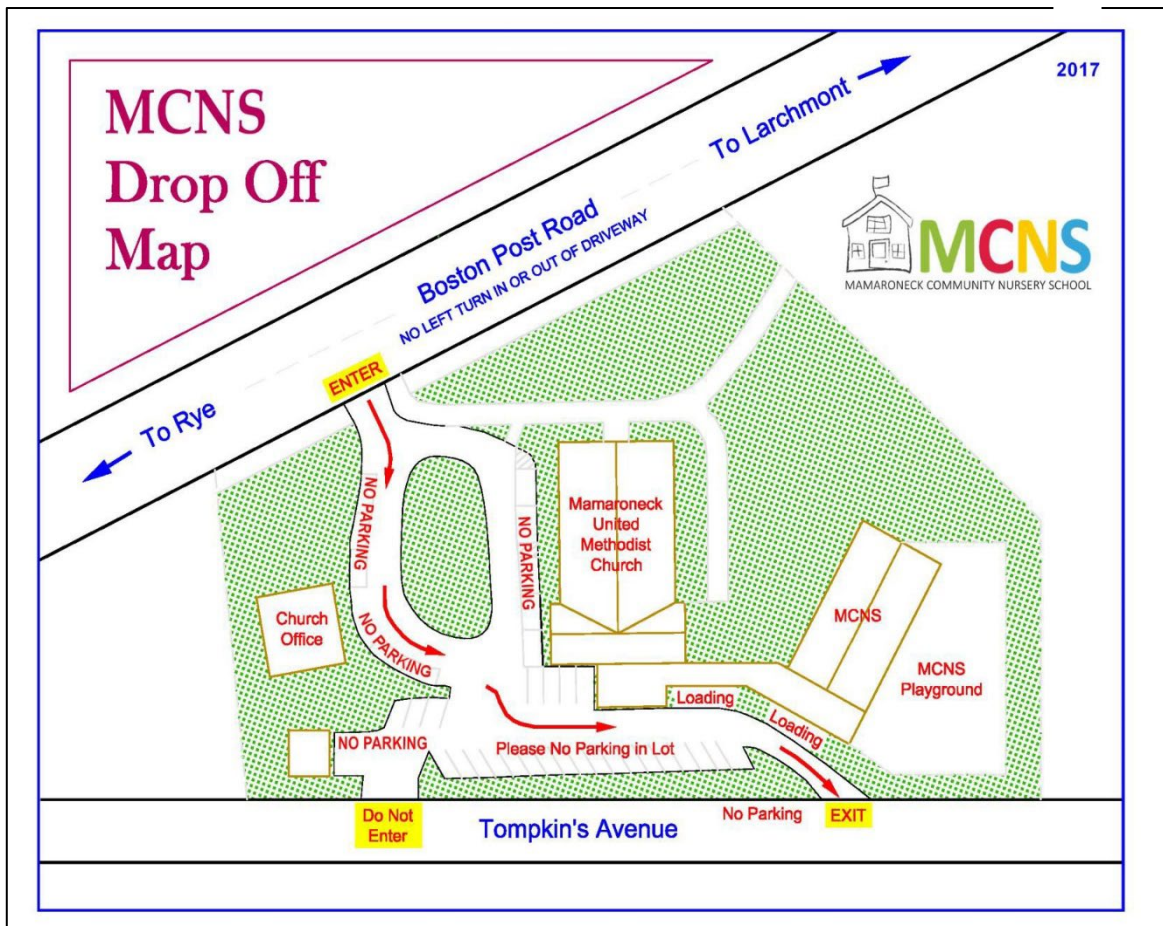 MCNS
Drop Off
Map
2017
To Larchmont
Boston Post Road
NO LEFT TURN IN OR OUT OF DRIVEWAY
MCNS
MAMARONECK COMMUNITY NURSERY SCHOOL
ENTER
To Rye
NO PARKING
NO PARKING
Mamaroneck
United
Methodist
Church
Church
Office
NO PARKING
MCNS
MCNS
Playground
Loading
Loading
NO PARKING
Please No Parking in Lot
Do Not
Enter
Tompkin's Avenue
No Parking
EXIT